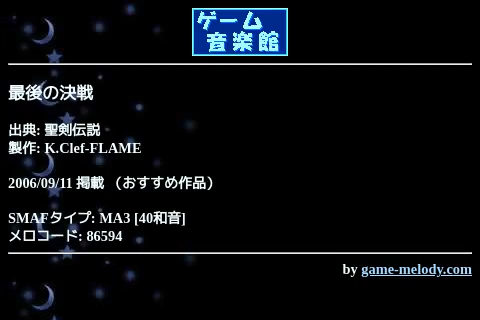 ゲーム
音楽館
最後の決戦
出典: 聖剣伝説
製作: K.Clef-FLAME
2006/09/11 掲載 （おすすめ作品）
SMAFタイプ: MA3 [40和音]
メロコード: 86594
by game-melody.com